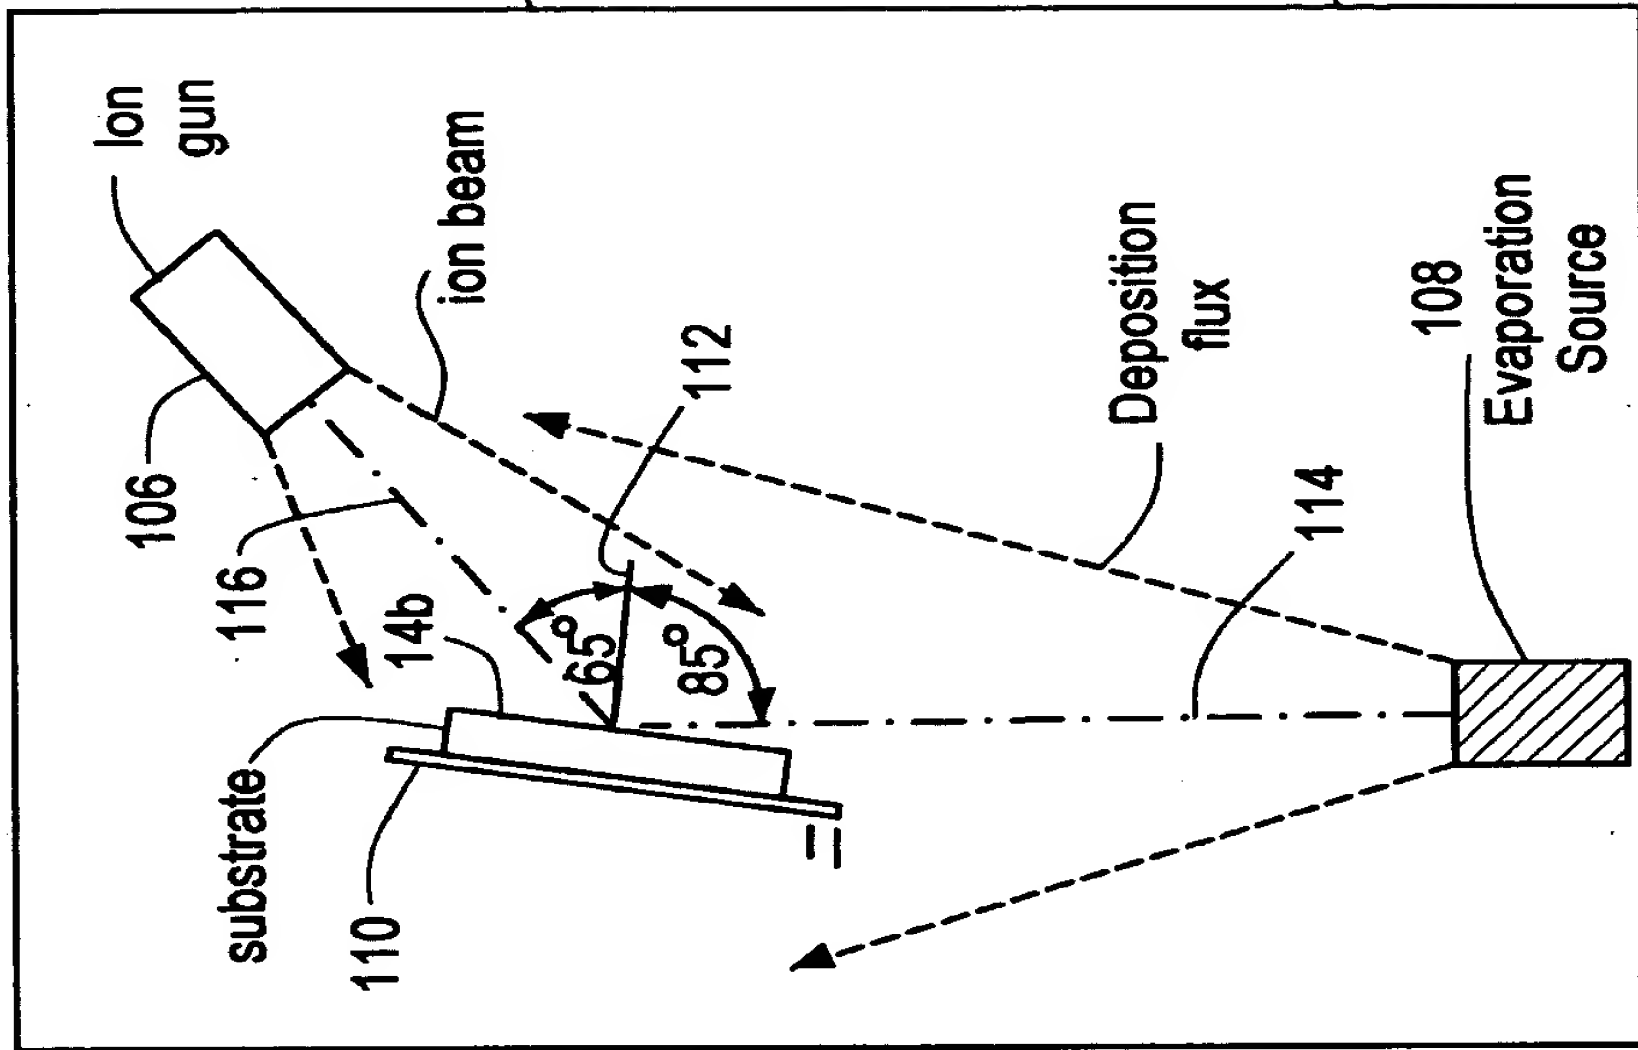 Ion
gun
106
ion beam
116
112
14b
65°
85°
substrate
110
Deposition
flux
114
108
Evaporation
Source